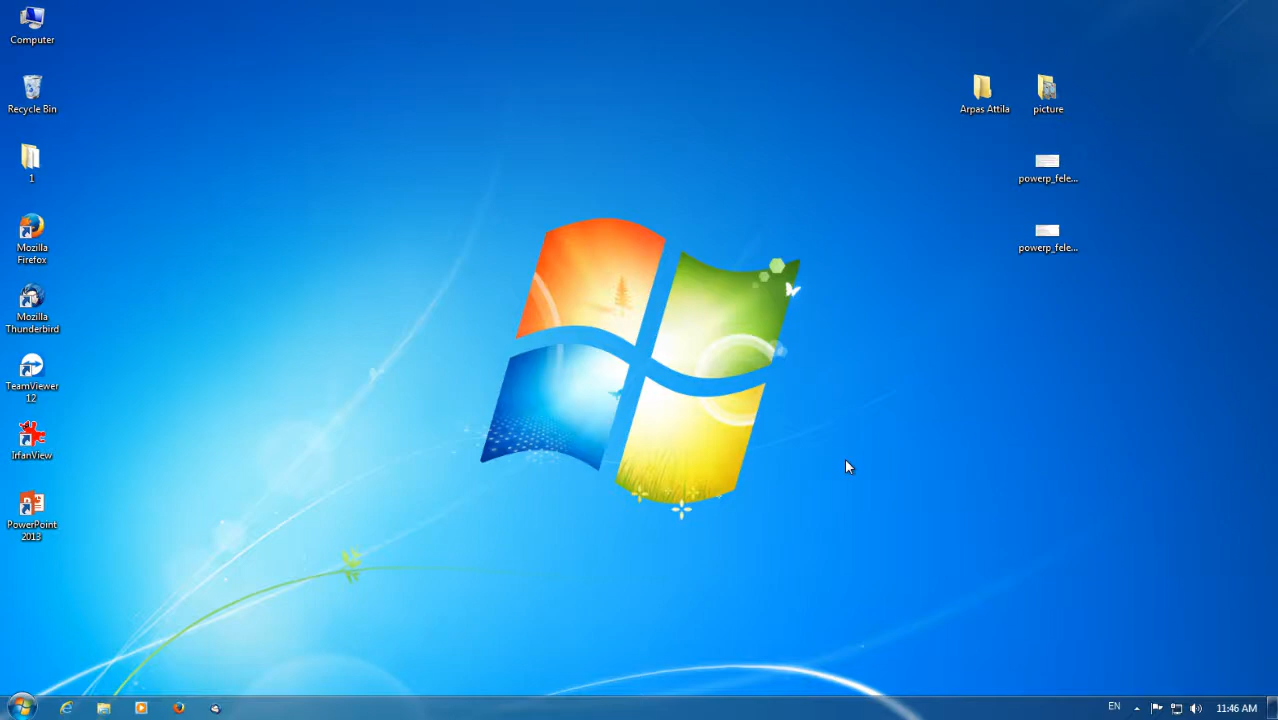 Computer
Recycle Bin
1
Mozilla
Firefox
Mozilla
Thunderbird
TeamViewer
12
IrfanView
PowerPoint
2013
Arpas Attila
picture
powerp_fele...
powerp_fele...
EN
11:46 AM